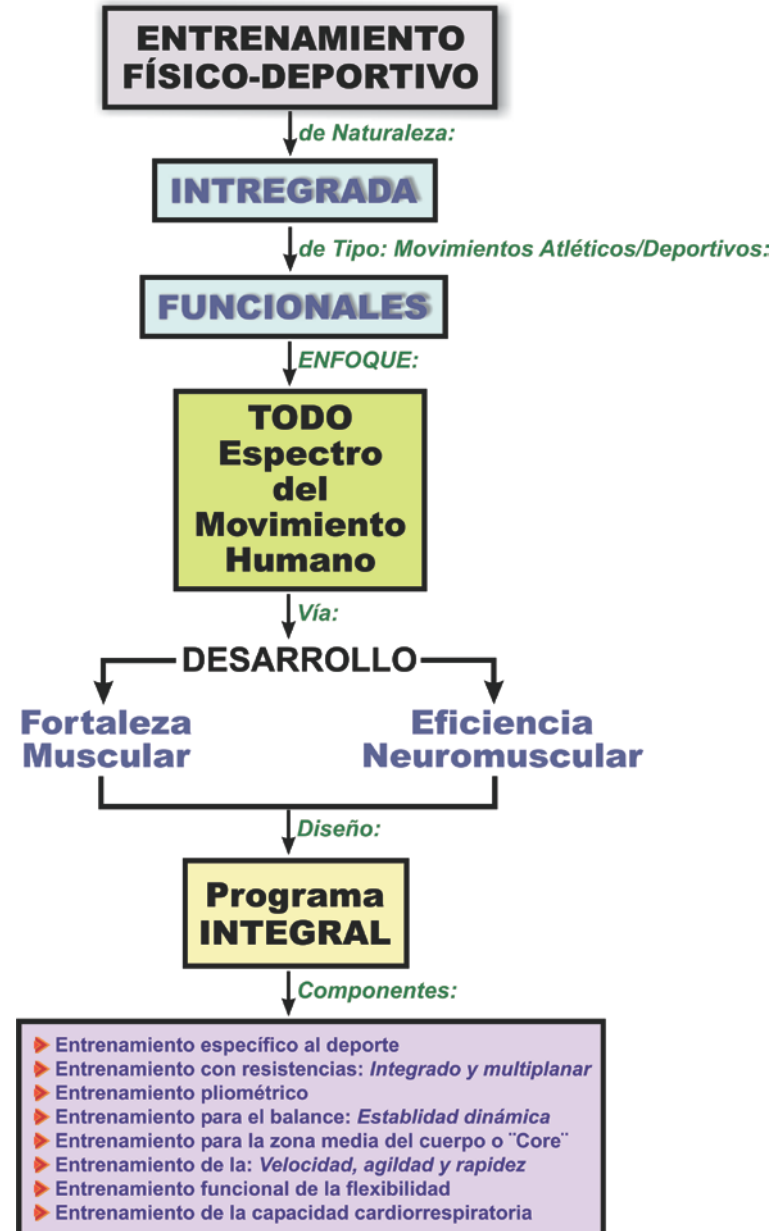 ENTRENAMIENTO
FÍSICO-DEPORTIVO
de Naturaleza:
INTREGRADA
de Tipo: Movimientos Atléticos/Deportivos:
FUNCIONALES
ENFOQUE:
TODO
Espectro
del
Movimiento
Humano
Vía:
DESARROLLO
Fortaleza
Muscular
Eficiencia
Neuromuscular
Diseño:
Programa
INTEGRAL
Componentes:
Entrenamiento específico al deporte
Entrenamiento con resistencias: Integrado y multiplanar
Entrenamiento pliométrico
Entrenamiento para el balance: Establidad dinámica
Entrenamiento para la zona media del cuerpo o ¨Core¨
Entrenamiento de la: Velocidad, agildad y rapidez
Entrenamiento funcional de la flexibilidad
Entrenamiento de la capacidad cardiorrespiratoria